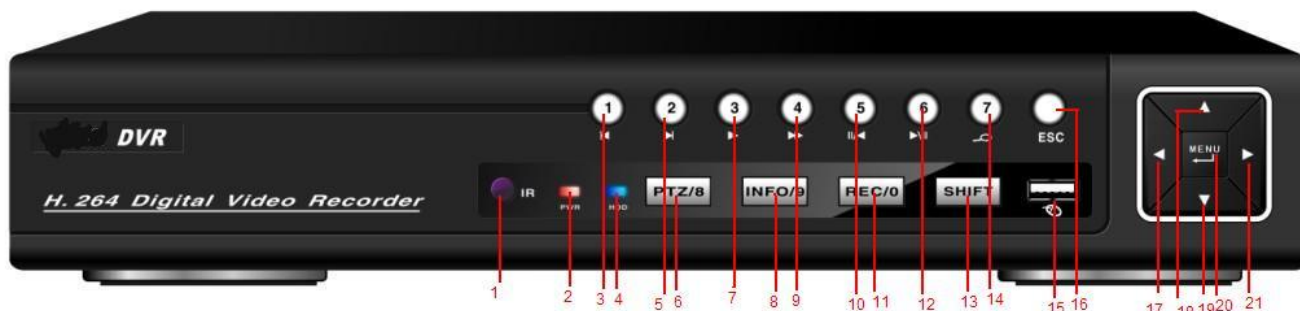 1 2 3 4 5 6 7
ESC
DVR
IR PWR HDD PTZ/8 INFO/9 REC/0 SHIFT
H. 264 Digital Video Recorder
MENU
1 2 3 4 5 6 7 8 9 10 11 12 13 14 15 16 17 18 19 20 21